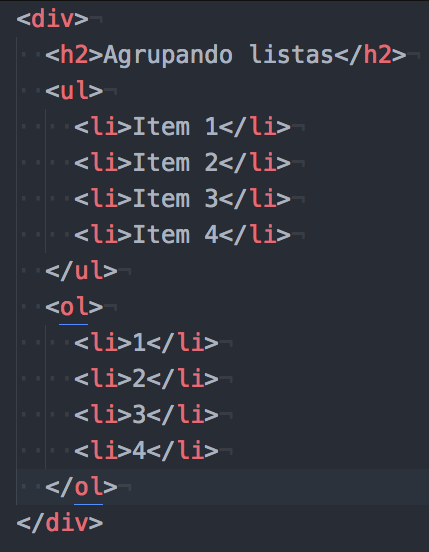 <div>
<h2>Agrupando listas</h2>
<ul>
<li>Item 1</li>
<li>Item 2</li>
<li>Item 3</li>
<li>Item 4</li>
</ul>
<ol>
<li>1</li>
<li>2</li>
<li>3</li>
<li>4</li>
</ol>
</div>